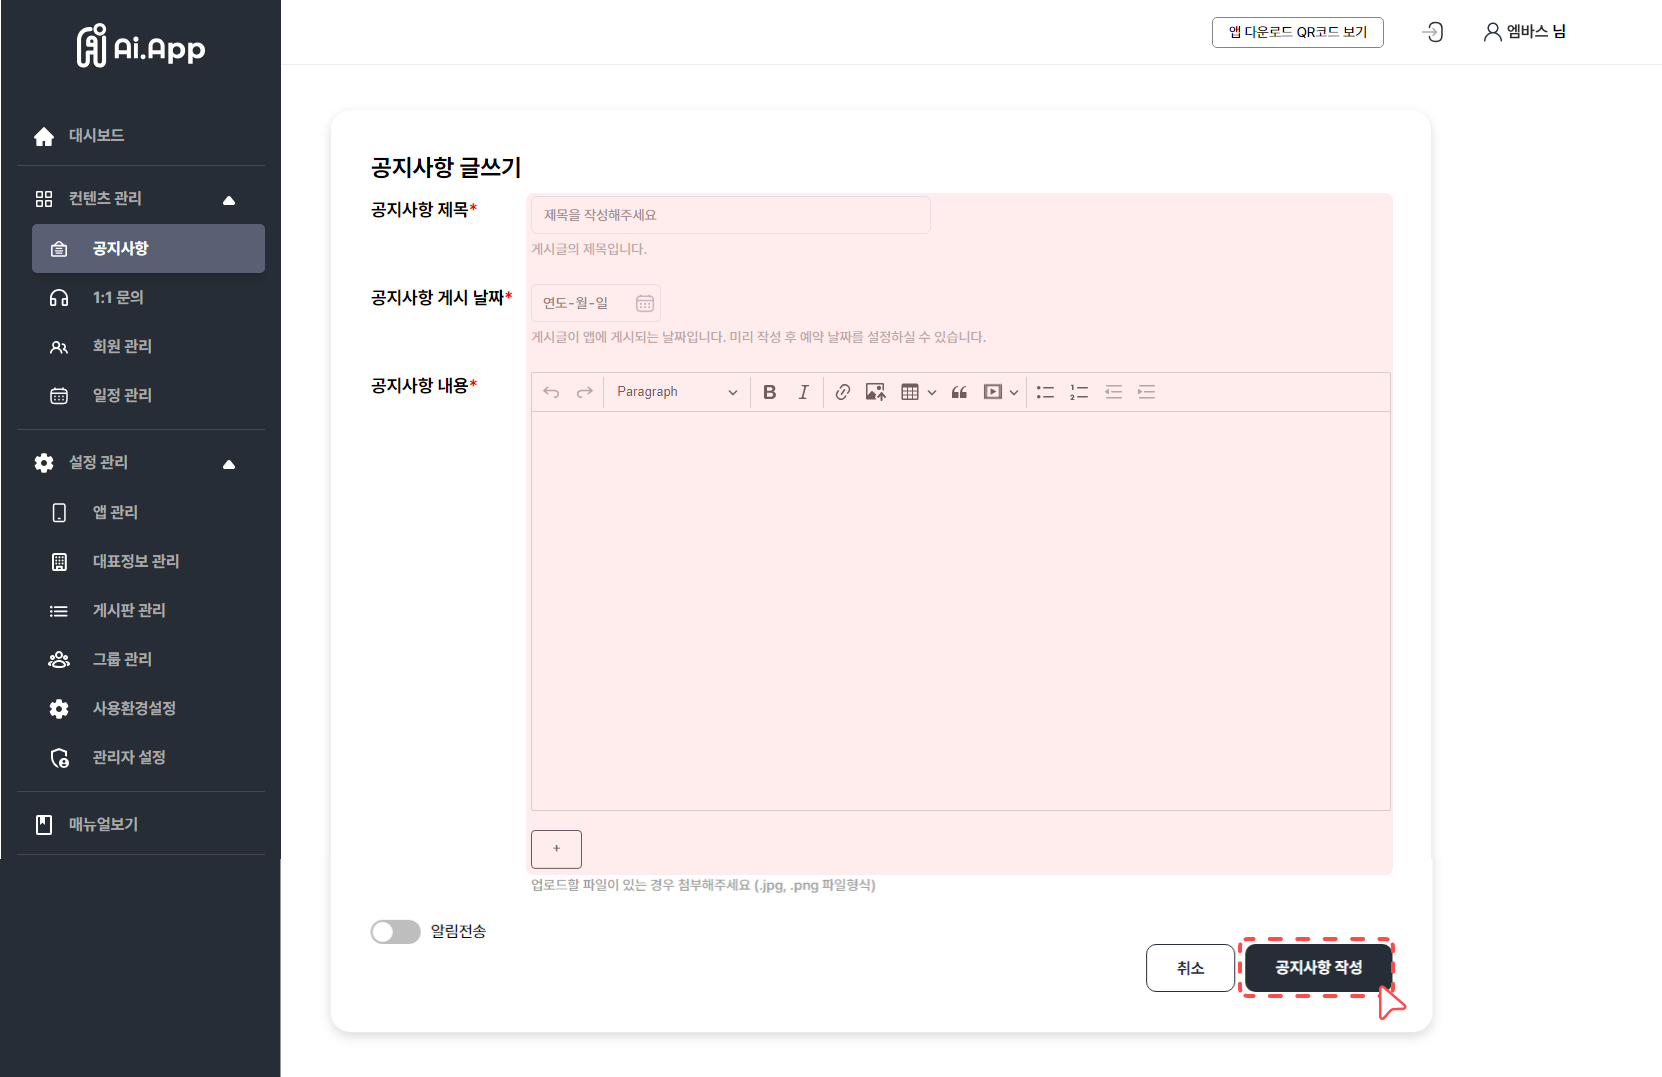 Ai.App
앱 다운로드 QR코드 보기
엠바스 님
대시보드
컨텐츠 관리
공지사항
1:1 문의
회원 관리
일정 관리
설정 관리
앱 관리
대표정보 관리
게시판 관리
그룹 관리
사용환경설정
관리자 설정
매뉴얼보기
공지사항 글쓰기
공지사항 제목*
제목을 작성해주세요
게시글의 제목입니다.
공지사항 게시 날짜*
연도-월-일
게시글이 앱에 게시되는 날짜입니다. 미리 작성 후 예약 날짜를 설정하실 수 있습니다.
공지사항 내용*
Paragraph
+
업로드할 파일이 있는 경우 첨부해주세요 (.jpg, .png 파일형식)
알림전송
취소
공지사항 작성